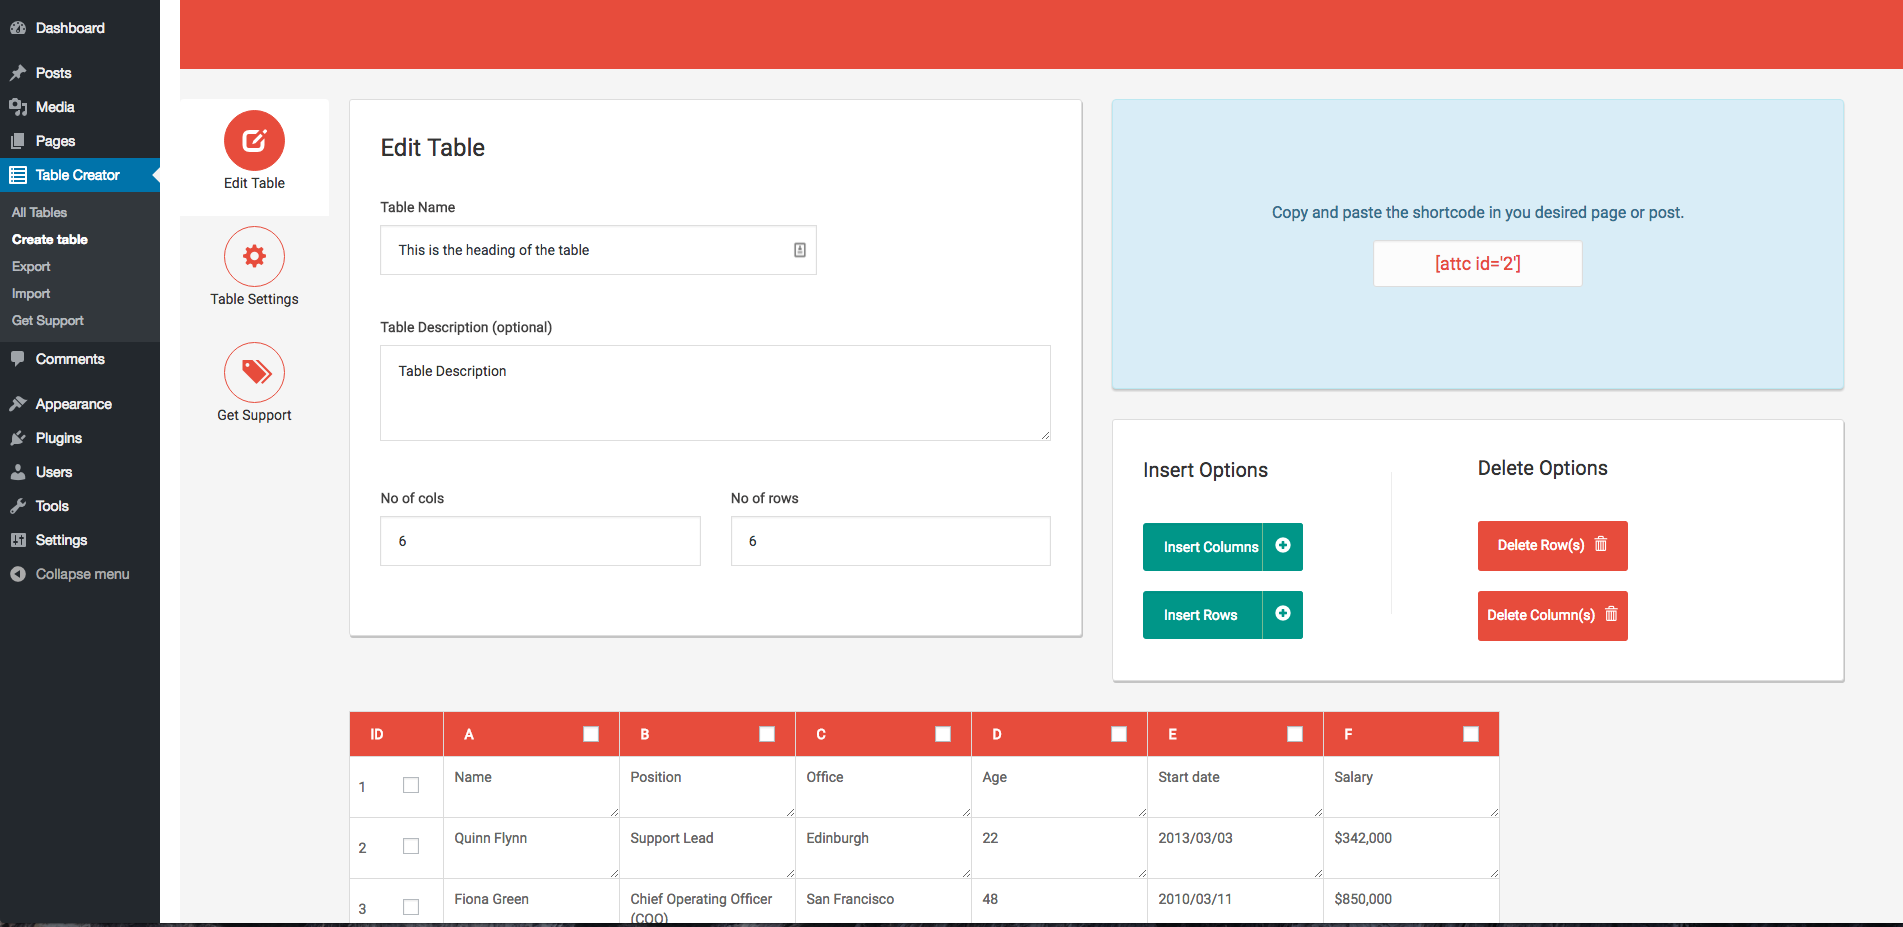 Dashboard
Posts
Media
Pages
Table Creator
All Tables
Create table
Export
Import
Get Support
Comments
Appearance
Plugins
Users
Tools
Settings
Collapse menu
Edit Table
Table Settings
Get Support
Edit Table
Table Name
This is the heading of the table
Table Description (optional)
Table Description
No of cols
No of rows
6
6
Copy and paste the shortcode in you desired page or post.
[attc id='2']
Insert Options
Insert Columns
Insert Rows
Delete Options
Delete Row(s)
Delete Column(s)
ID A B C D E F
1 Name Position Office Age Start date Salary
2 Quinn Flynn Support Lead Edinburgh 22 2013/03/03 $342,000
3 Fiona Green Chief Operating Officer San Francisco 48 2010/03/11 $850,000
(COO)